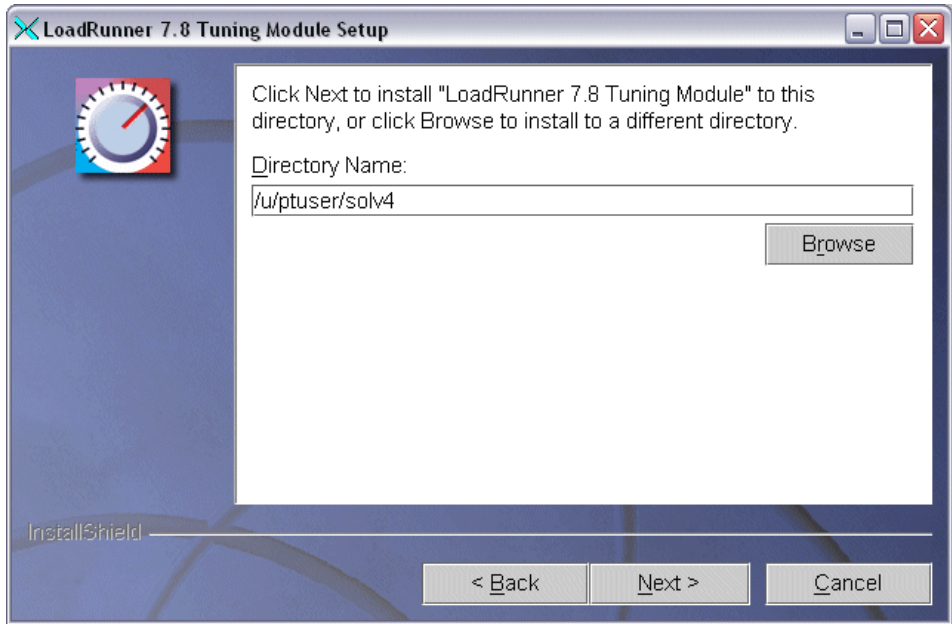 LoadRunner 7.8 Tuning Module Setup
Click Next to install "LoadRunner 7.8 Tuning Module" to this
directory, or click Browse to install to a different directory.
Directory Name:
/u/ptuser/solv4
Browse
InstallShield
< Back Next > Cancel